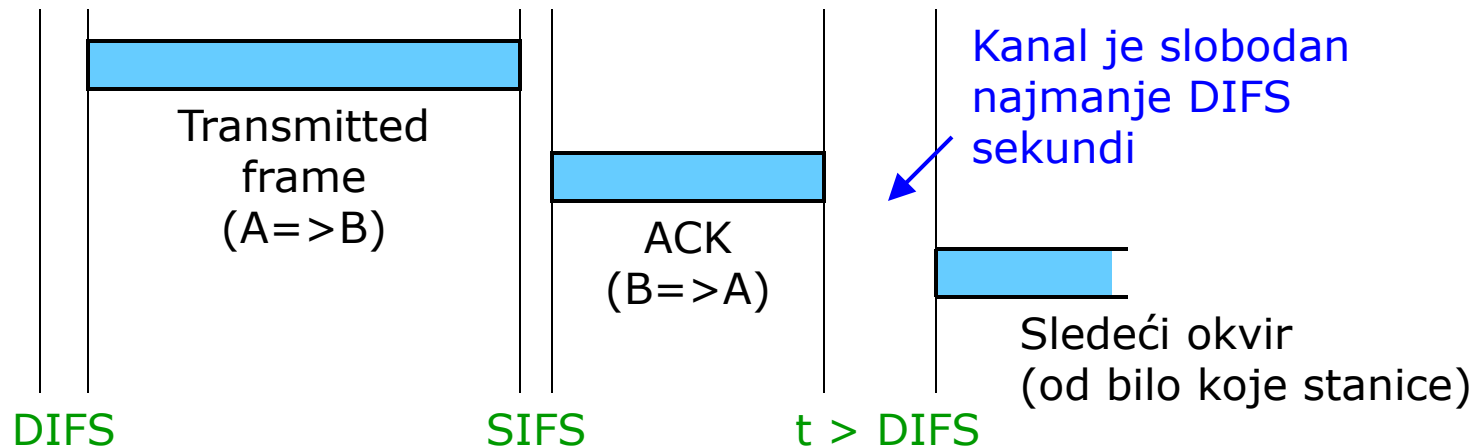 Kanal je slobodan
najmanje DIFS
sekundi
Transmitted
frame
(A=>B)
ACK
(B=>A)
Sledeći okvir
(od bilo koje stanice)
DIFS
SIFS
t > DIFS